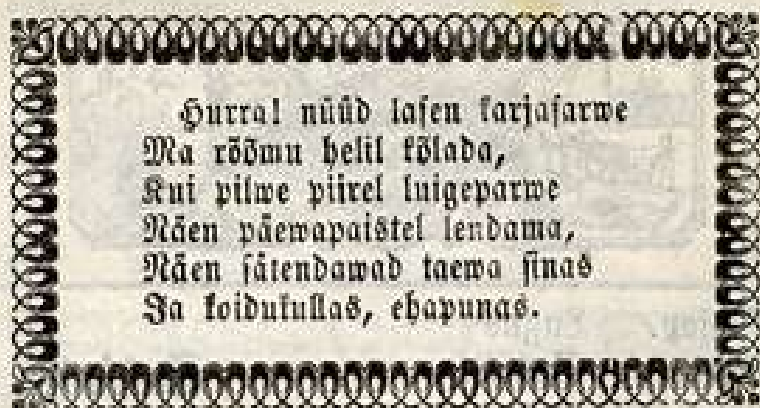 Hurra! nüüd lasen karjasarwe
Ma rõõmu helil kõlada,
Kui pilwe piirel luigeparwe
Näen päewapaistel lendama,
Näen sätendawad taewa sinas
Ja koidukullas, ehapunas.